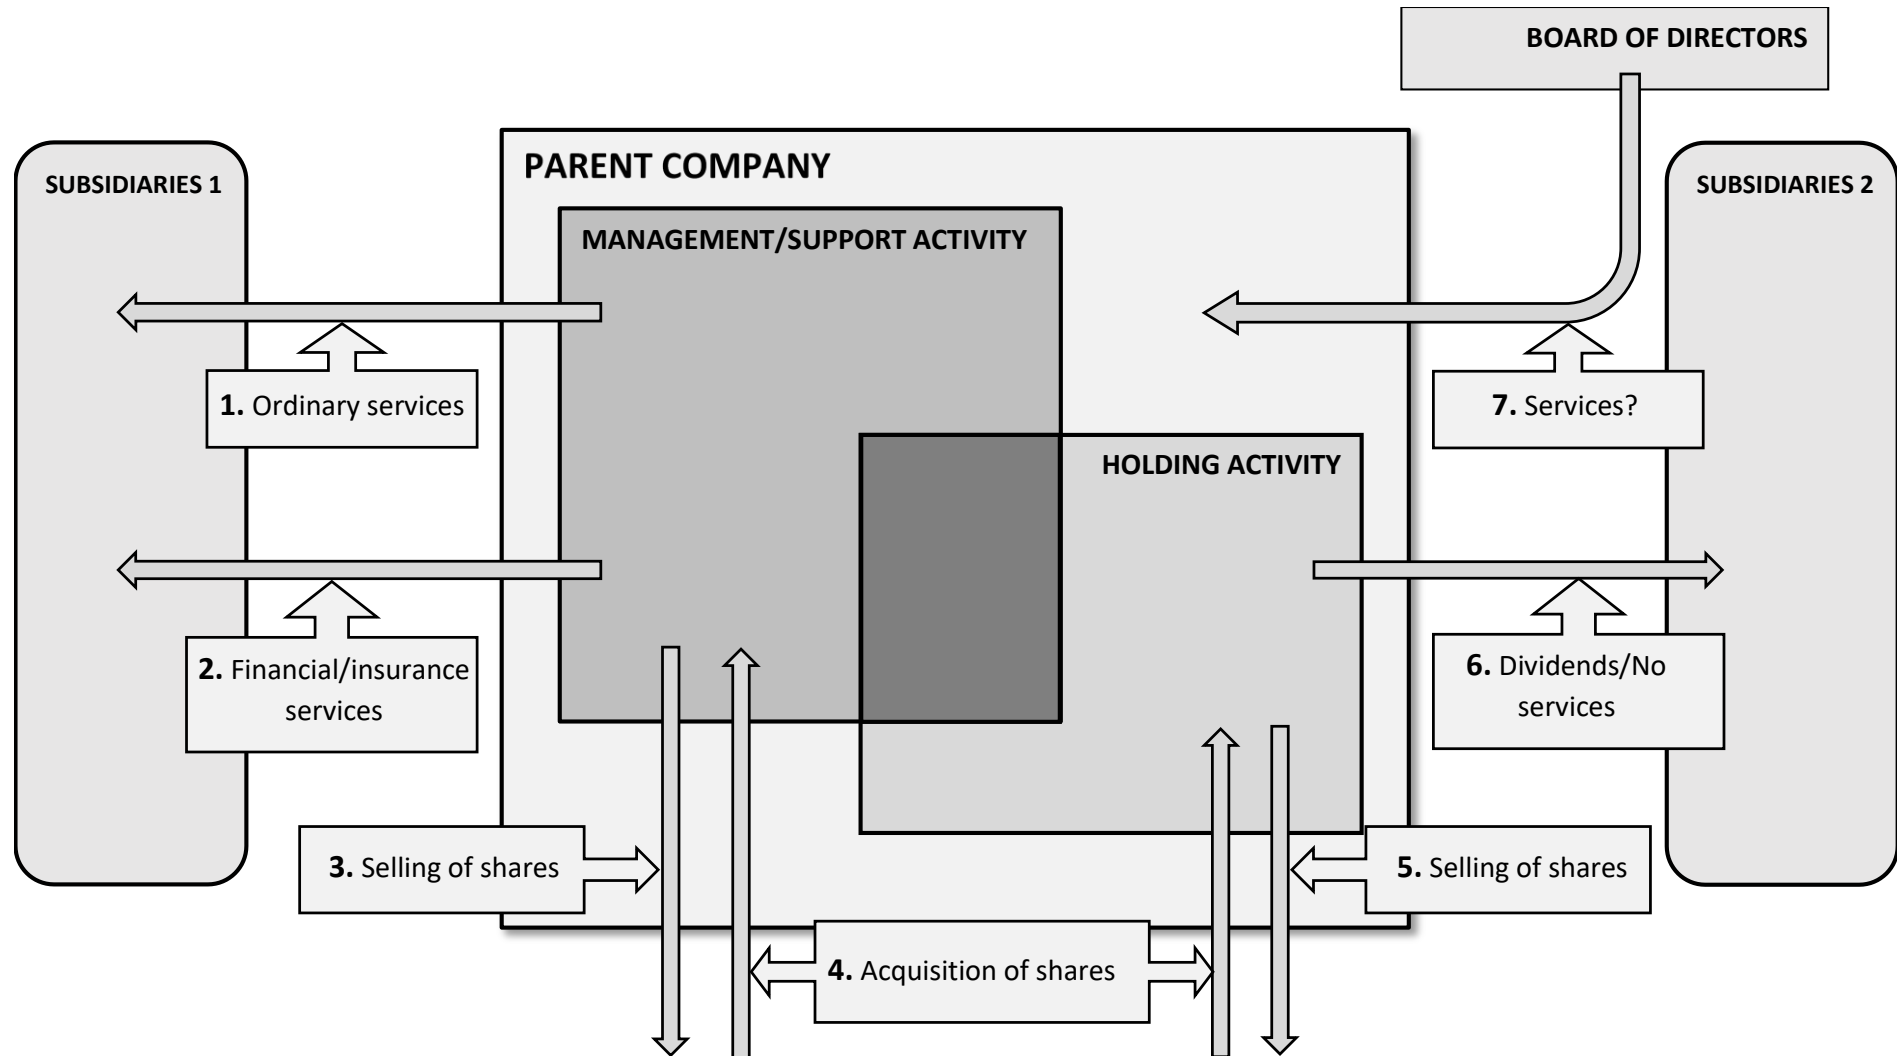 BOARD OF DIRECTORS
PARENT COMPANY
SUBSIDIARIES 1
SUBSIDIARIES 2
MANAGEMENT/SUPPORT ACTIVITY
1. Ordinary services
7. Services?
HOLDING ACTIVITY
2. Financial/insurance
services
6. Dividends/No
services
3. Selling of shares
5. Selling of shares
4. Acquisition of shares